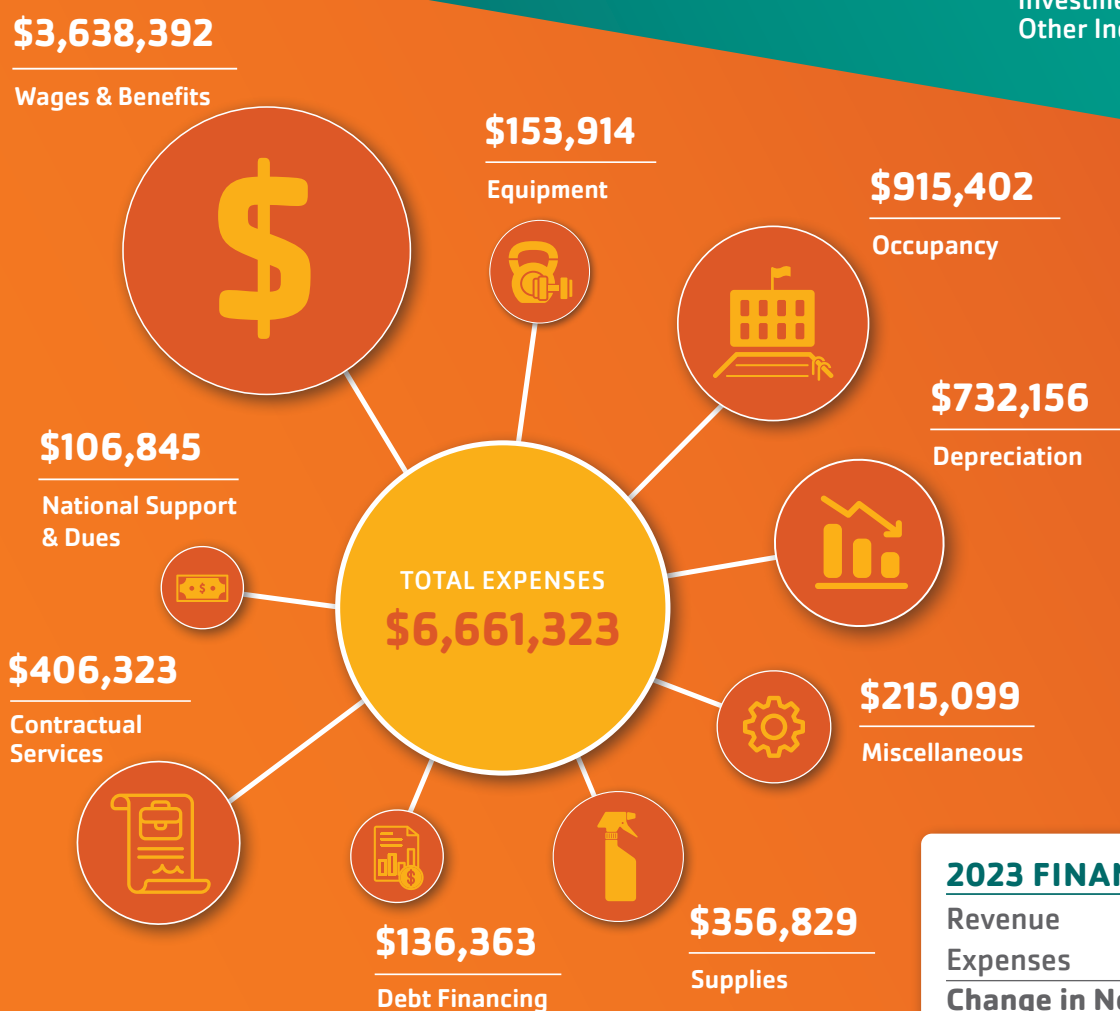 Other
$3,638,392
Wages & Benefits
$153,914
Equipment
$915,402
Occupancy
$732,156
Depreciation
$106,845
National Support
& Dues
TOTAL EXPENSES
$6,661,323
$406,323
Contractual
Services
$215,099
Miscellaneous
$136,363
Debt Financing
$356,829
Supplies
2023
Revenue
Expenses
Change in